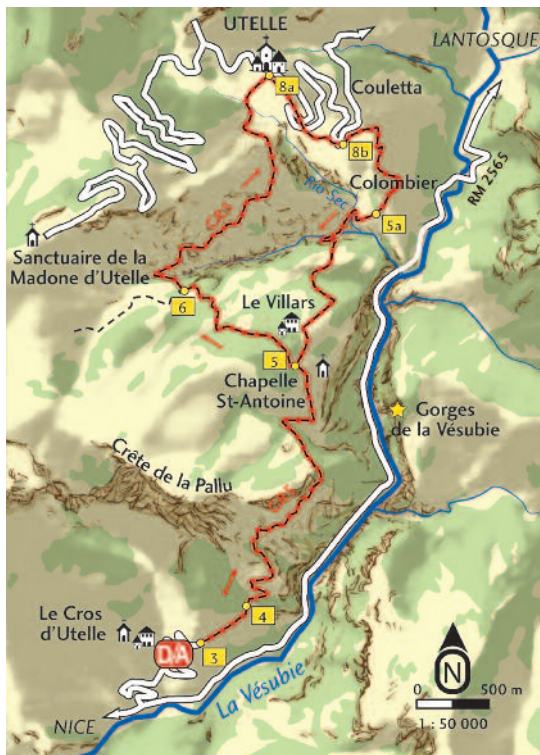 UTELLE
LANTOSQUE
8a
Couletta
8b
RM 2565
Colombier
Rio Sec
GR5
5a
Sanctuaire de la
Madone d'Utelle
6
Le Villars
5
Chapelle
St-Antoine
Gorges
de la Vésubie
Crête de la Pallu
GR5
Le Cros
d'Utelle
4
D/A
3
La Vésubie
NICE
N
0 500 m
1 : 50 000